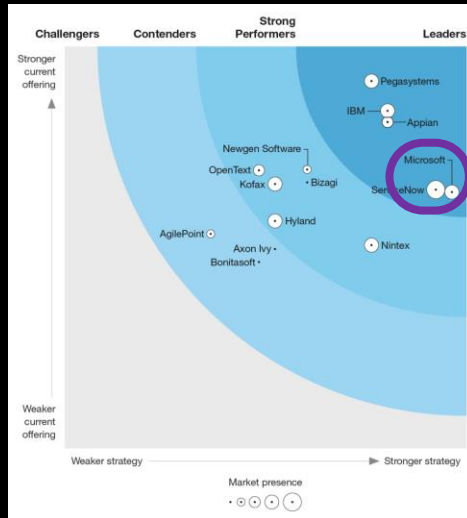 Challengers
Contenders
Strong
Performers
Leaders
Stronger
current
offering
Pegasystems
IBM
Appian
Newgen Software
Microsoft
OpenText
Kofax
Bizagi
ServiceNow
Hyland
AgilePoint
Nintex
Axon Ivy
Bonitasoft
Weaker
current
offering
Weaker strategy
Stronger strategy
Market presence